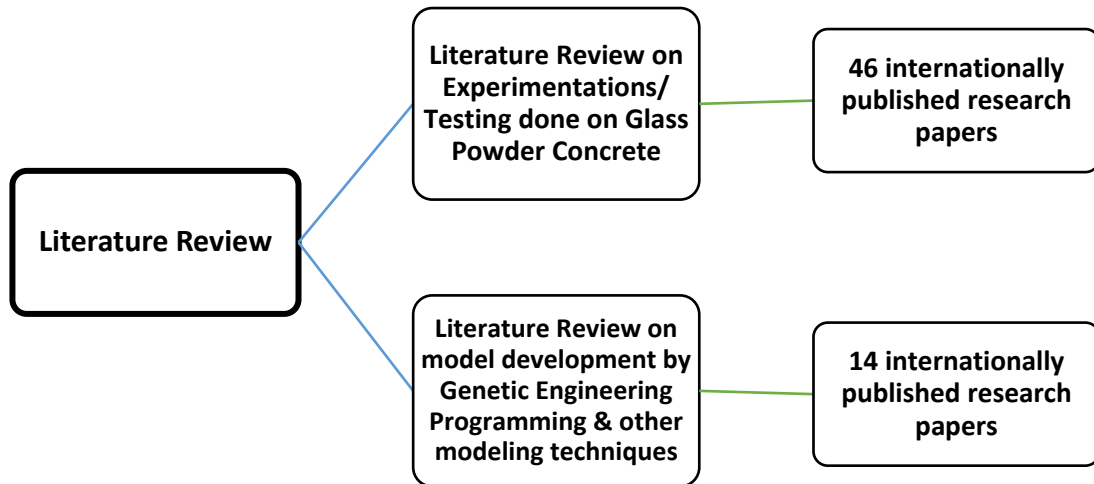 Literature Review
Literature Review on
Experimentations/
Testing done on Glass
Powder Concrete
46 internationally
published research
papers
Literature Review on
model development by
Genetic Engineering
Programming & other
modeling techniques
14 internationally
published research
papers